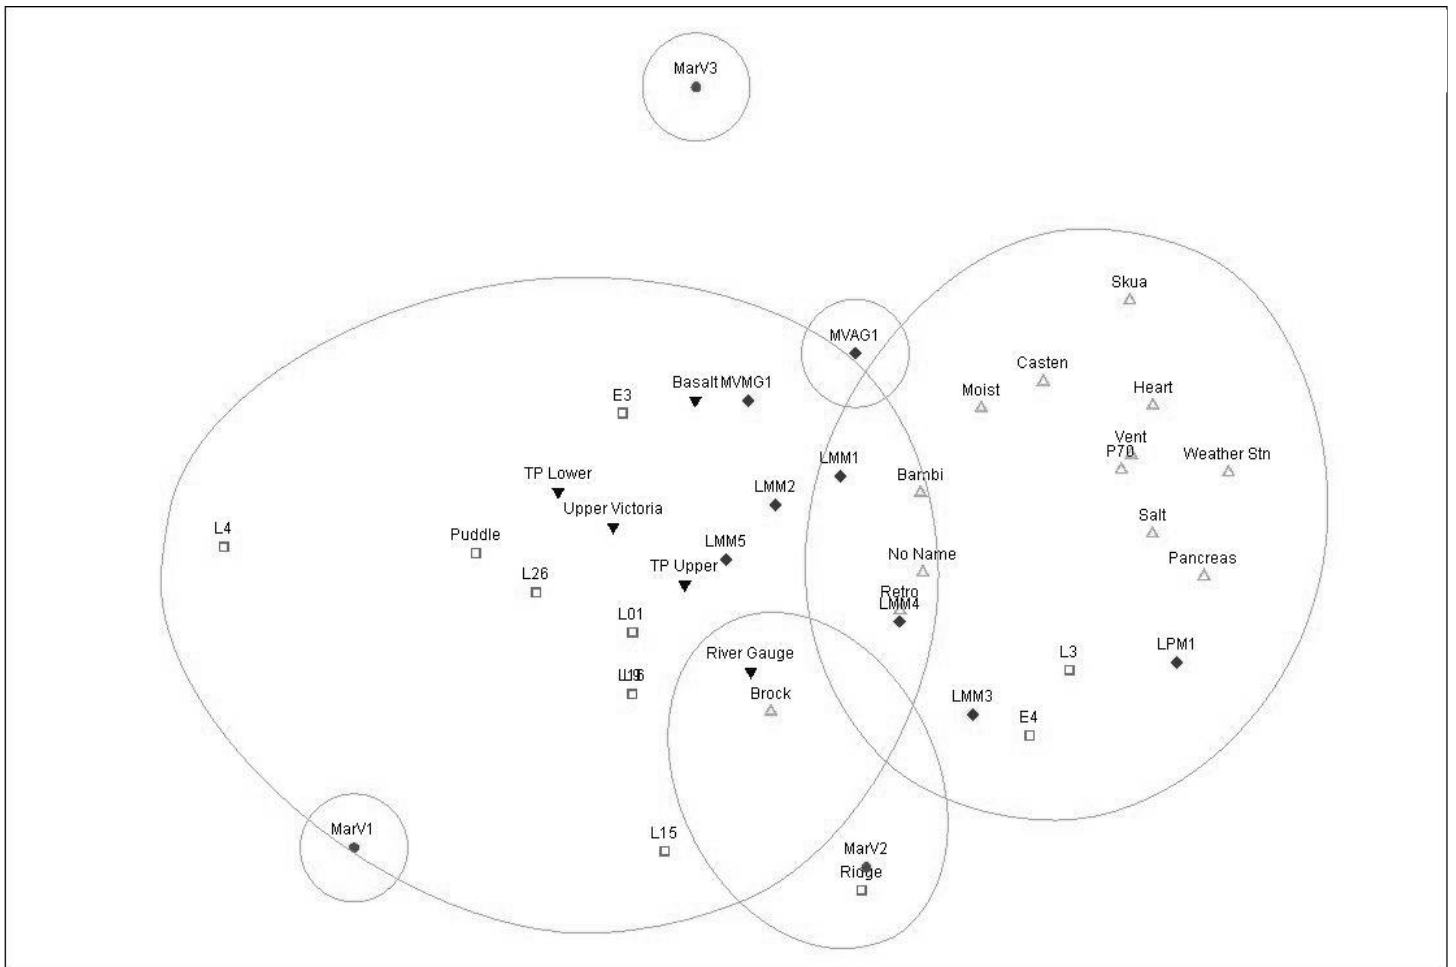 MarV3
Skua
MVAG1
Casten
Basalt
MVMG1
Moist
Heart
E3
Vent
P70
Weather Stn
LMM1
Bambi
TP Lower
LMM2
Upper Victoria
Salt
L4
Puddle
LMM5
TP Upper
No Name
Pancreas
L26
Retro
LMM4
L01
River Gauge
L3
LPM1
Brock
LMM3
E4
MarV1
L15
MarV2
Ridge